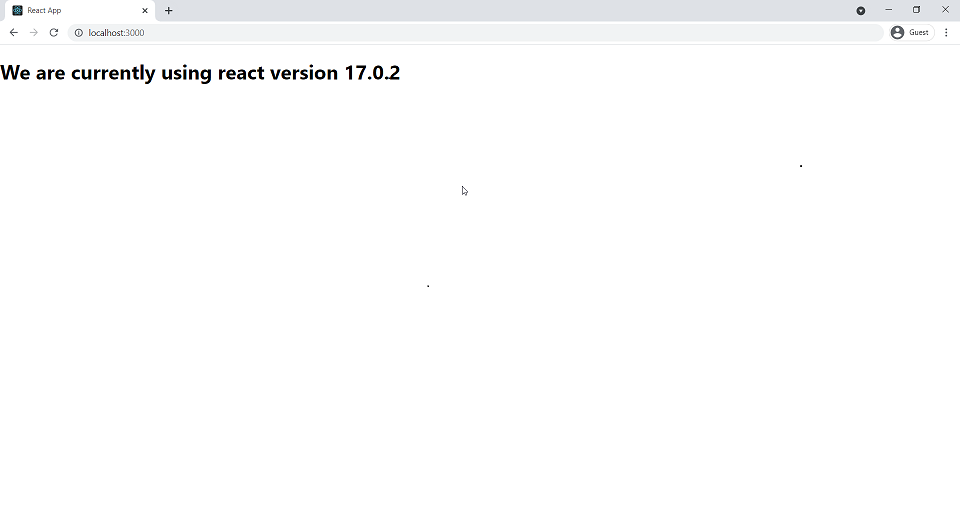 React App
localhost:3000
Guest
We are currently using react version 17.0.2